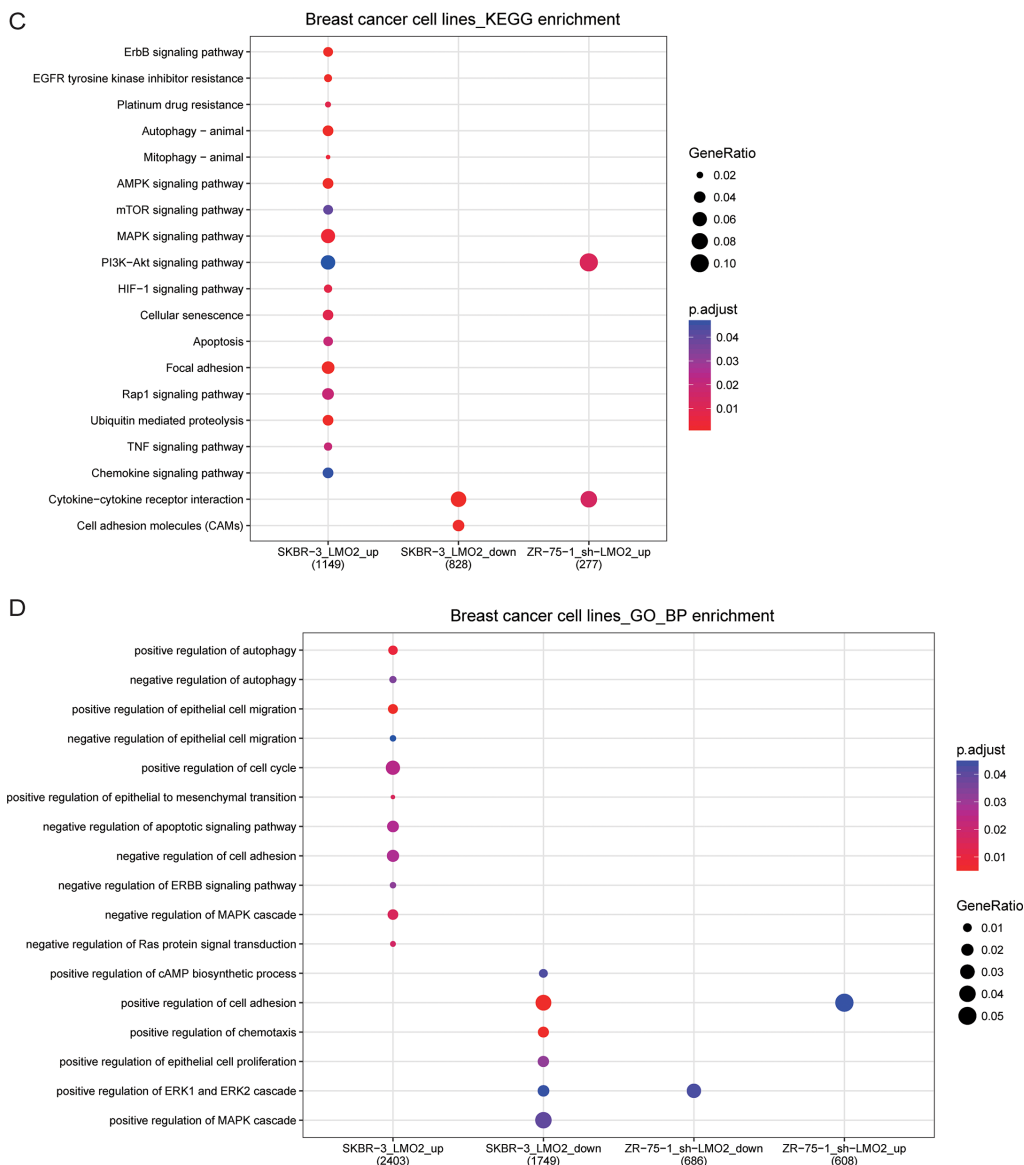 C
Breast cancer cell lines_KEGG enrichment
ErbB signaling pathway
EGFR tyrosine kinase inhibitor resistance
Platinum drug resistance
Autophagy − animal
Mitophagy − animal
AMPK signaling pathway
mTOR signaling pathway
MAPK signaling pathway
PI3K−Akt signaling pathway
HIF−1 signaling pathway
Cellular senescence
Apoptosis
Focal adhesion
Rap1 signaling pathway
Ubiquitin mediated proteolysis
TNF signaling pathway
Chemokine signaling pathway
Cytokine−cytokine receptor interaction
Cell adhesion molecules (CAMs)
SKBR−3_LMO2_up
(1149)
SKBR−3_LMO2_down
(828)
ZR−75−1_sh−LMO2_up
(277)
GeneRatio
0.02
0.04
0.06
0.08
0.10
p.adjust
0.04
0.03
0.02
0.01
D
Breast cancer cell lines_GO_BP enrichment
positive regulation of autophagy
negative regulation of autophagy
positive regulation of epithelial cell migration
negative regulation of epithelial cell migration
positive regulation of cell cycle
positive regulation of epithelial to mesenchymal transition
negative regulation of apoptotic signaling pathway
negative regulation of cell adhesion
negative regulation of ERBB signaling pathway
negative regulation of MAPK cascade
negative regulation of Ras protein signal transduction
positive regulation of cAMP biosynthetic process
positive regulation of cell adhesion
positive regulation of chemotaxis
positive regulation of epithelial cell proliferation
positive regulation of ERK1 and ERK2 cascade
positive regulation of MAPK cascade
SKBR−3_LMO2_up
(2403)
SKBR−3_LMO2_down
(1749)
ZR−75−1_sh−LMO2_down
(686)
ZR−75−1_sh−LMO2_up
(608)
p.adjust
0.04
0.03
0.02
0.01
GeneRatio
0.01
0.02
0.03
0.04
0.05